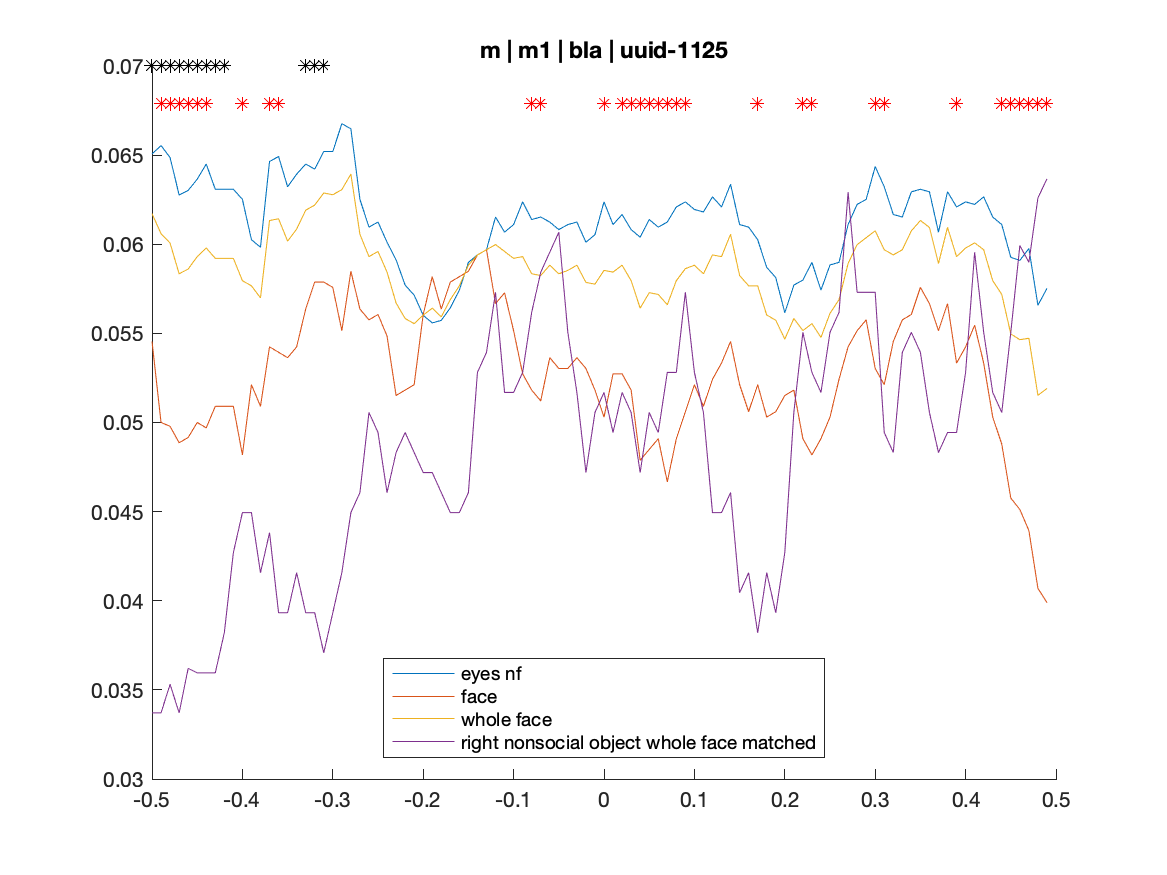 m | m1 | bla | uuid-1125
0.07
0.065
0.06
0.055
0.05
0.045
0.04
0.035
0.03
eyes nf
face
whole face
right nonsocial object whole face matched
-0.5 -0.4 -0.3 -0.2 -0.1 0 0.1 0.2 0.3 0.4 0.5